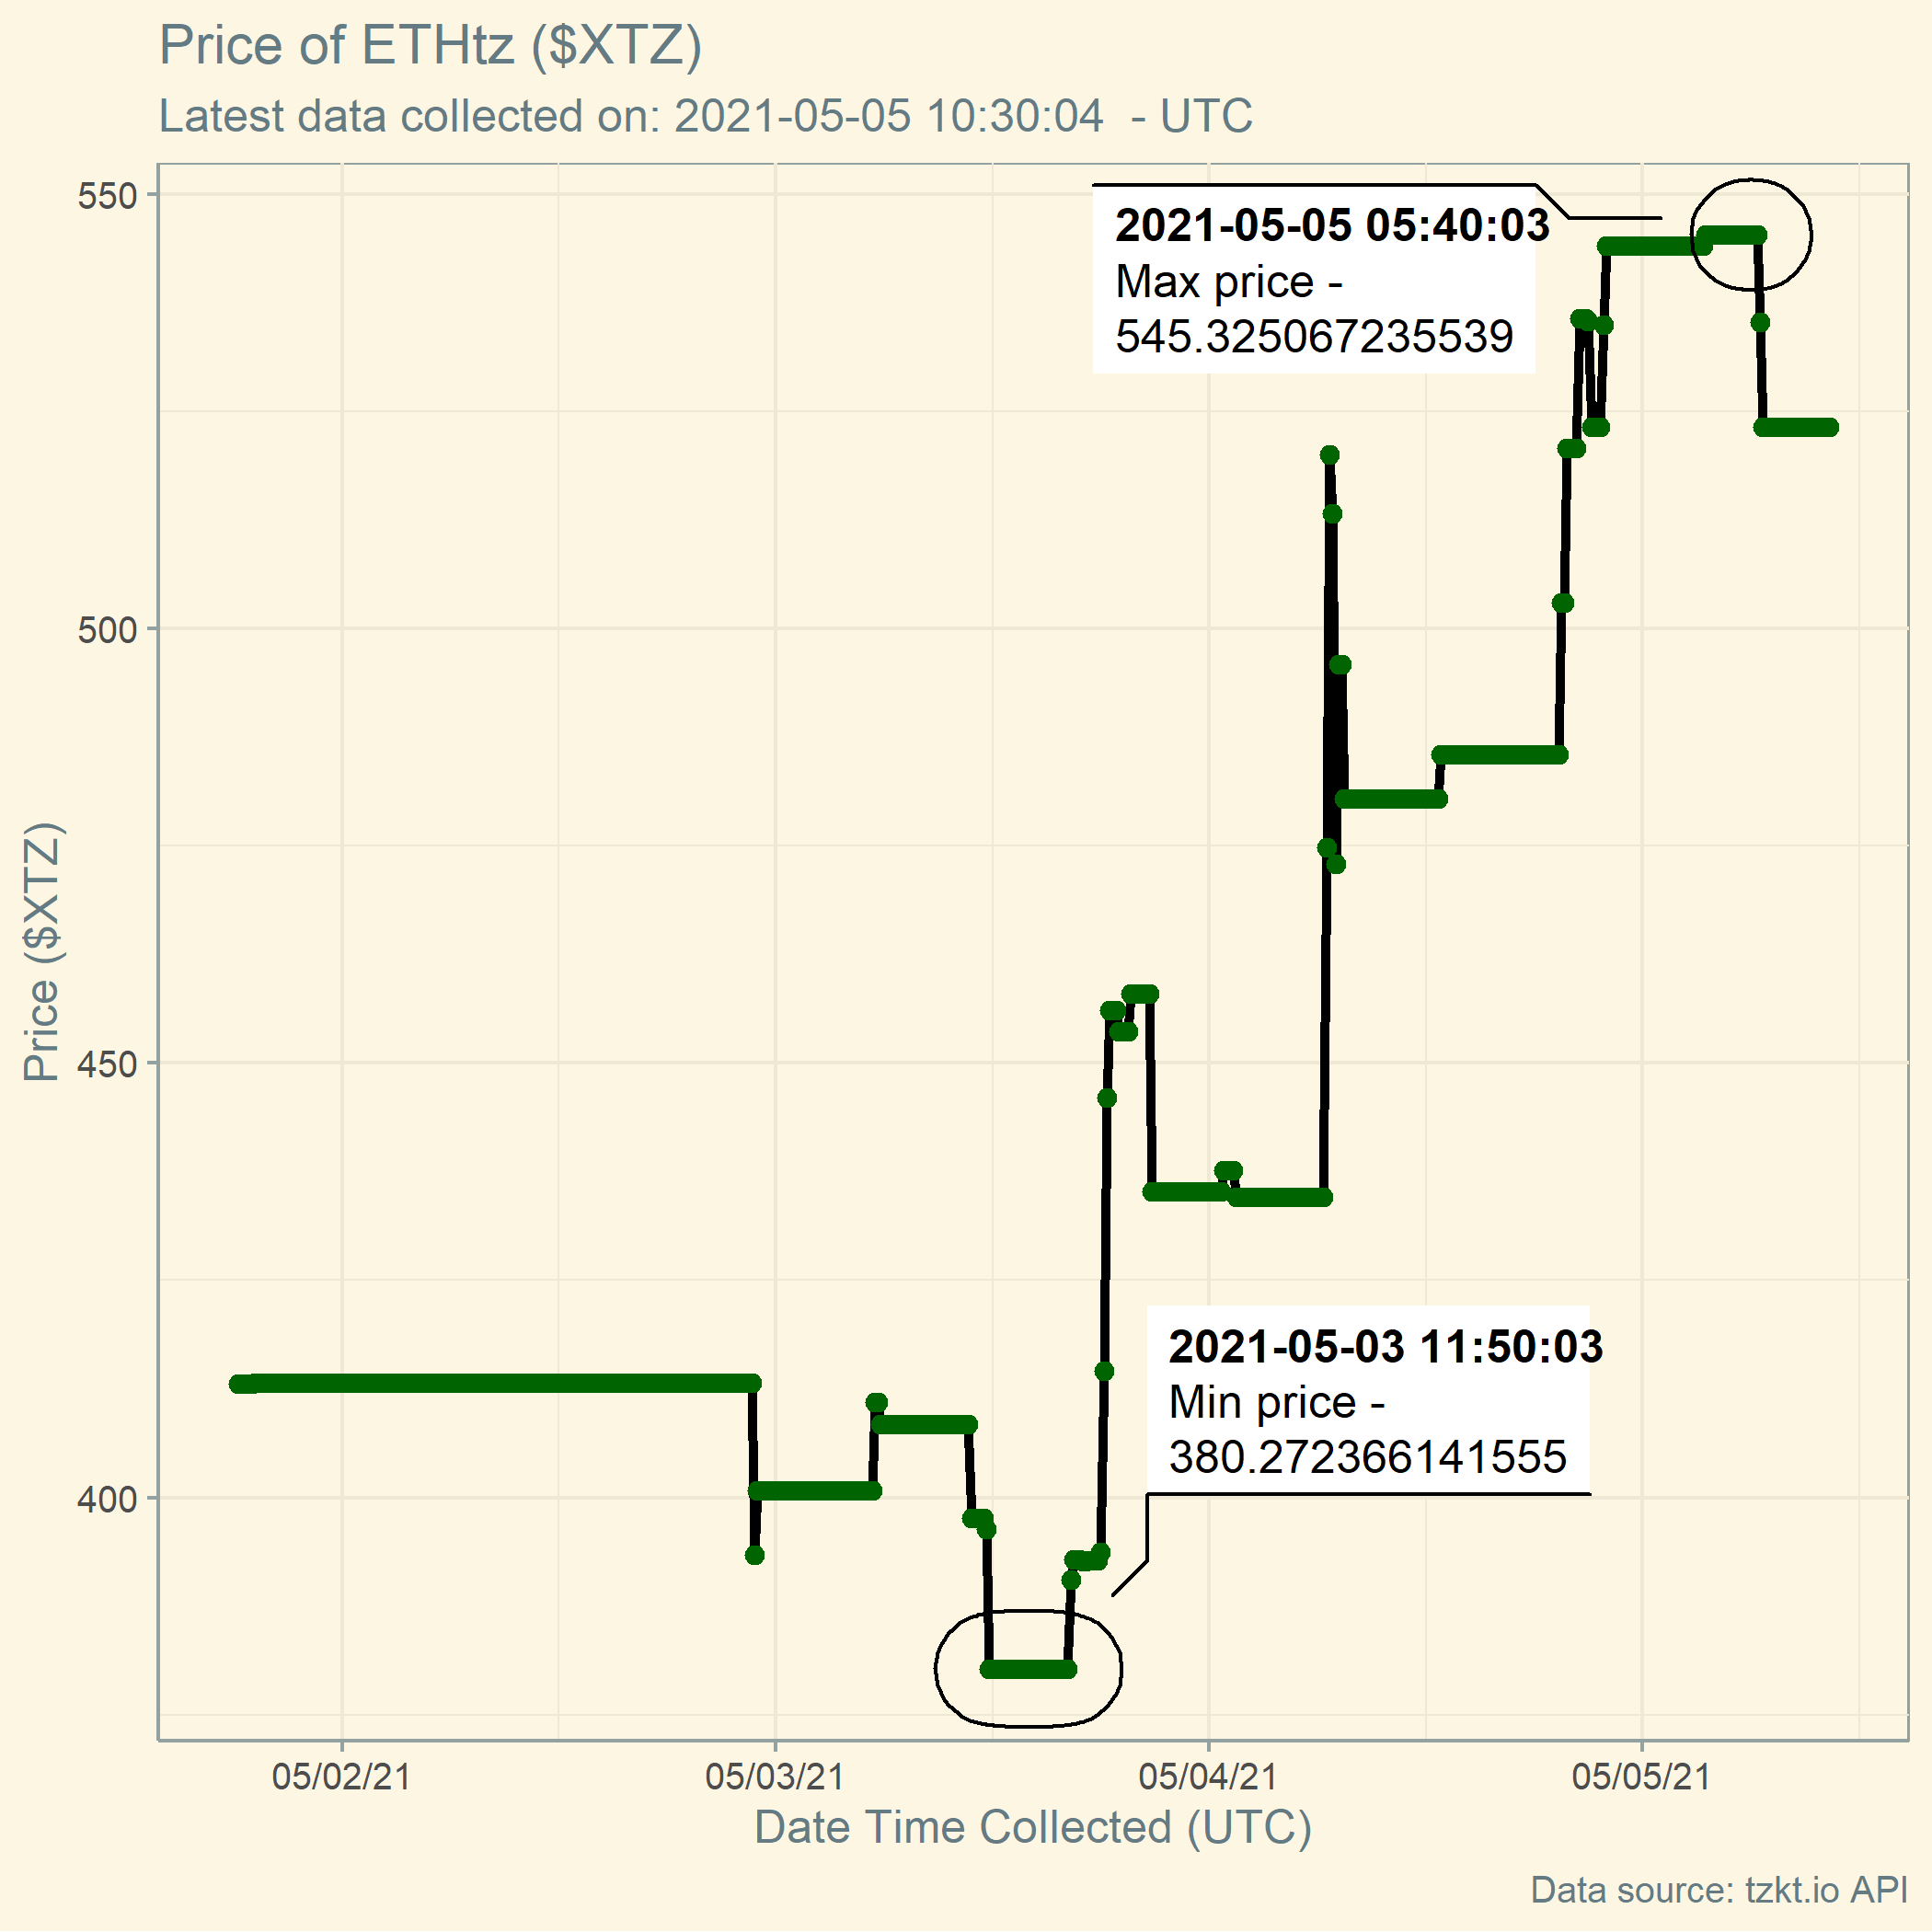 Price of ETHtz ($XTZ)
Latest data collected on: 2021-05-05 10:30:04  - UTC
550
500
450
400
Price ($XTZ)
2021-05-05 05:40:03
Max price -
545.325067235539
2021-05-03 11:50:03
Min price -
380.272366141555
05/02/21
05/03/21
05/04/21
05/05/21
Date Time Collected (UTC)
Data source: tzkt.io API